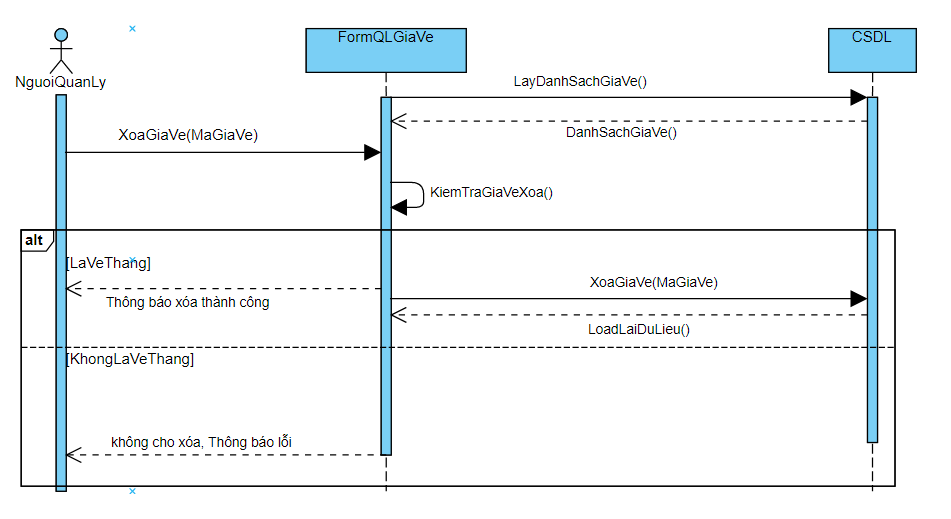 FormQLGiaVe
CSDL
NguoiQuanLy
LayDanhSachGiaVe()
DanhSachGiaVe()
XoaGiaVe(MaGiaVe)
KiemTraGiaVeXoa()
alt
[LaVeThang]
XoaGiaVe(MaGiaVe)
Thông báo xóa thành công
LoadLaiDuLieu()
[KhongLaVeThang]
không cho xóa, Thông báo lỗi